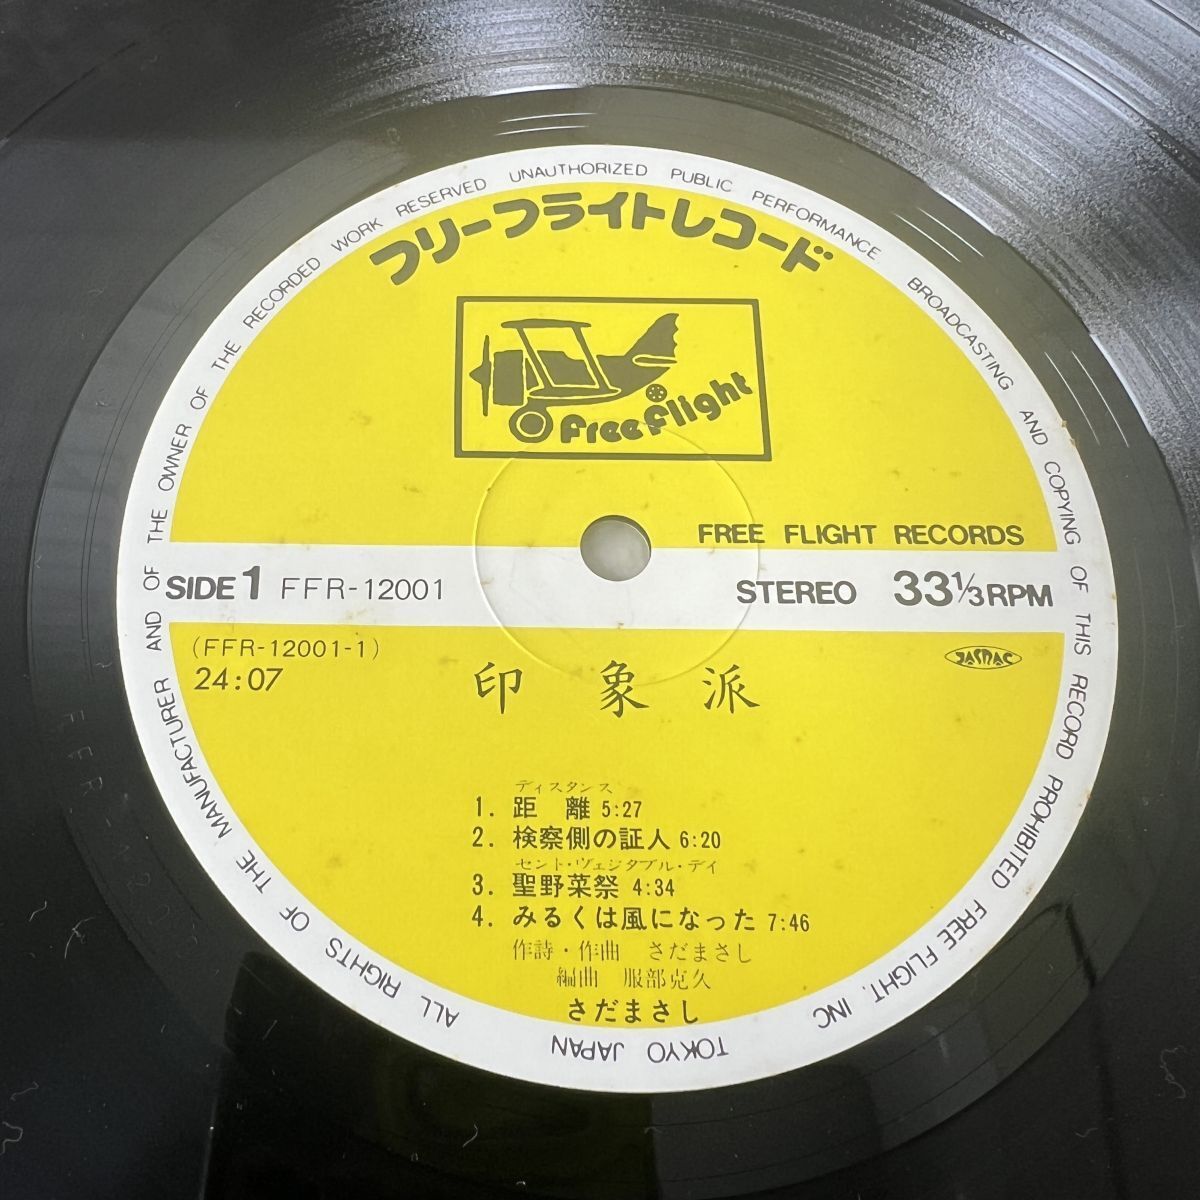 ALL RIGHTS OF THE MANUFACTURER AND OF THE OWNER OF THE RECORDED WORK RESERVED UNAUTHORIZED PUBLIC PERFORMANCE BROADCASTING AND COPYING OF THIS RECORD PROHIBITED FREE FLIGHT, INC TOKYO JAPAN
フリーフライトレコード
free flight
FREE FLIGHT RECORDS
SIDE 1 FFR-12001
STEREO 33⅓RPM
(FFR-12001-1)
JASRAC
24:07
印象派
ディスタンス
1. 距離 5:27
2. 検察側の証人 6:20
セント・ヴェジタブル・デイ
3. 聖野菜祭 4:34
4. みるくは風になった 7:46
作詩・作曲 さだまさし
編曲 服部克久
さだまさし